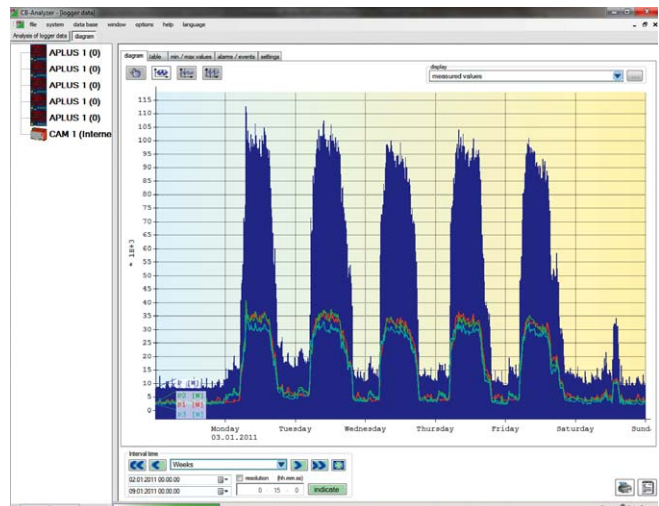 CB-Analyzer - [logger data]
file system data base window options help language
Analysis of logger data diagram
APLUS 1 (0)
APLUS 1 (0)
APLUS 1 (0)
APLUS 1 (0)
APLUS 1 (0)
CAM 1 (Interne
diagram table min / max values alarms / events settings
display
measured values
115
110
105
100
95
90
85
80
75
70
65
60
55
50
45
40
35
30
25
20
15
10
5
0
* 1E+3
P [W]
P2 [W]
P1 [W]
P3 [W]
Monday Tuesday Wednesday Thursday Friday Saturday Sund
03.01.2011
Interval time
Weeks
02.01.2011 00.00.00
09.01.2011 00.00.00
resolution (hh.mm.ss)
0 : 15 : 0
indicate